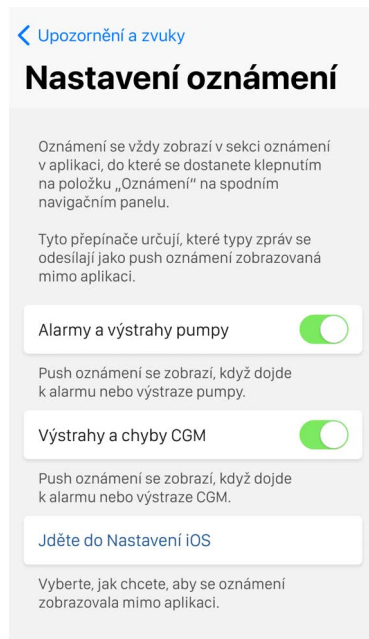 Upozornění a zvuky
Nastavení oznámení
Oznámení se vždy zobrazí v sekci oznámení
v aplikaci, do které se dostanete klepnutím
na položku „Oznámení“ na spodním
navigačním panelu.
Tyto přepínače určují, které typy zpráv se
odesílají jako push oznámení zobrazovaná
mimo aplikaci.
Alarmy a výstrahy pumpy
Push oznámení se zobrazí, když dojde
k alarmu nebo výstraze pumpy.
Výstrahy a chyby CGM
Push oznámení se zobrazí, když dojde
k alarmu nebo výstraze CGM.
Jděte do Nastavení iOS
Vyberte, jak chcete, aby se oznámení
zobrazovala mimo aplikaci.